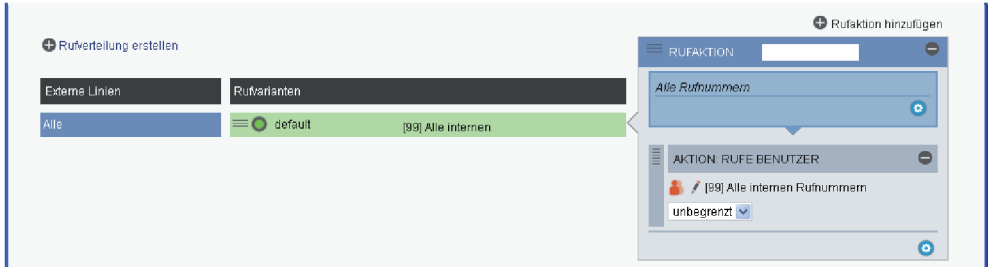 Rufaktion hinzufügen
Rufverteilung erstellen
RUFAKTION
Externe Linien
Rufvarianten
Alle Rufnummern
Alle
default
[99] Alle internen
AKTION: RUFE BENUTZER
[99] Alle internen Rufnummern
unbegrenzt